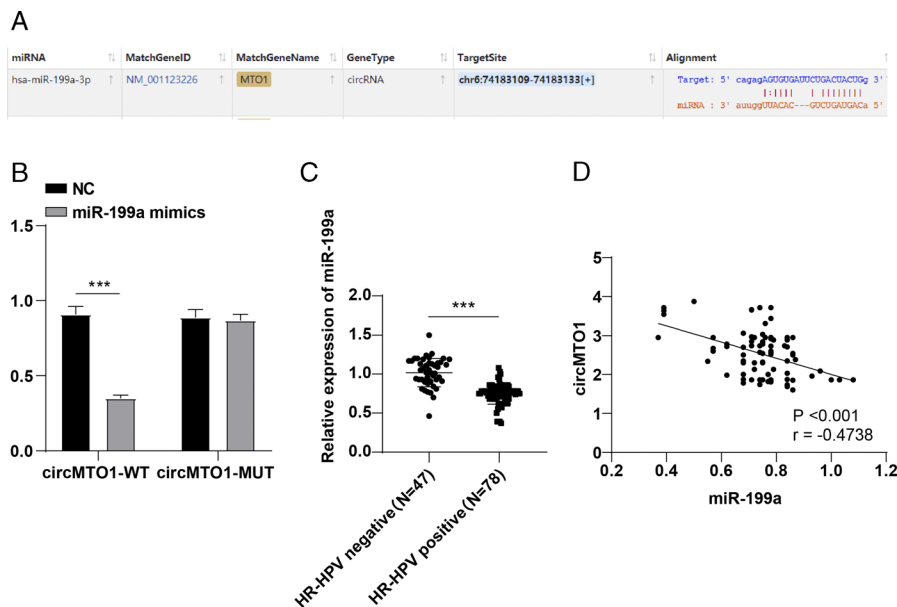 A
miRNA MatchGeneID MatchGeneName GeneType TargetSite Alignment
hsa-miR-199a-3p NM_001123226 MTO1 circRNA chr6:74183109-74183133[+] Target: 5' cagagAGUGUGAUUCUGACUACUGg 3'
miRNA : 3' auuggUUACAC---GUCUGAUGACa 5'
B
NC
miR-199a mimics
1.5
1.0
0.5
0.0
***
circMTO1-WT circMTO1-MUT
C
Relative expression of miR-199a
2.0
1.5
1.0
0.5
0.0
***
HR-HPV negative(N=47)
HR-HPV positive(N=78)
D
circMTO1
5
4
3
2
1
0
P <0.001
r = -0.4738
0.2 0.4 0.6 0.8 1.0 1.2
miR-199a